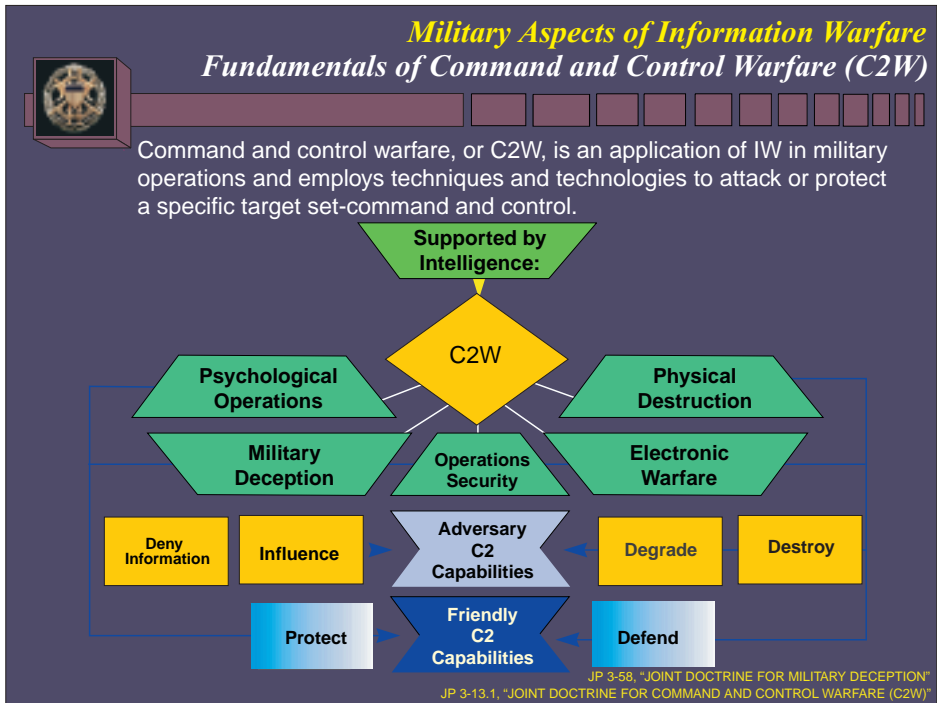 Military Aspects of Information Warfare
Fundamentals of Command and Control Warfare (C2W)
Command and control warfare, or C2W, is an application of IW in military
operations and employs techniques and technologies to attack or protect
a specific target set-command and control.
Supported by
Intelligence:
C2W
Psychological
Operations
Physical
Destruction
Military
Deception
Operations
Security
Electronic
Warfare
Deny
Information
Influence
Adversary
C2
Capabilities
Degrade
Destroy
Protect
Friendly
C2
Capabilities
Defend
JP 3-58, “JOINT DOCTRINE FOR MILITARY DECEPTION”
JP 3-13.1, “JOINT DOCTRINE FOR COMMAND AND CONTROL WARFARE (C2W)”